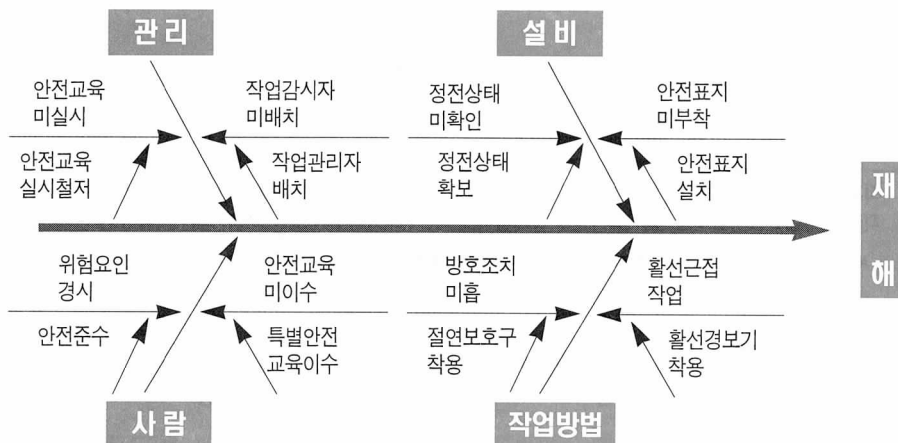 관리
설비
안전교육
미실시
작업감시자
미배치
정전상태
미확인
안전표지
미부착
안전교육
실시철저
작업관리자
배치
정전상태
확보
안전표지
설치
재
해
위험요인
경시
안전교육
미이수
방호조치
미흡
활선근접
작업
안전준수
특별안전
교육이수
절연보호구
착용
활선경보기
착용
사람
작업방법